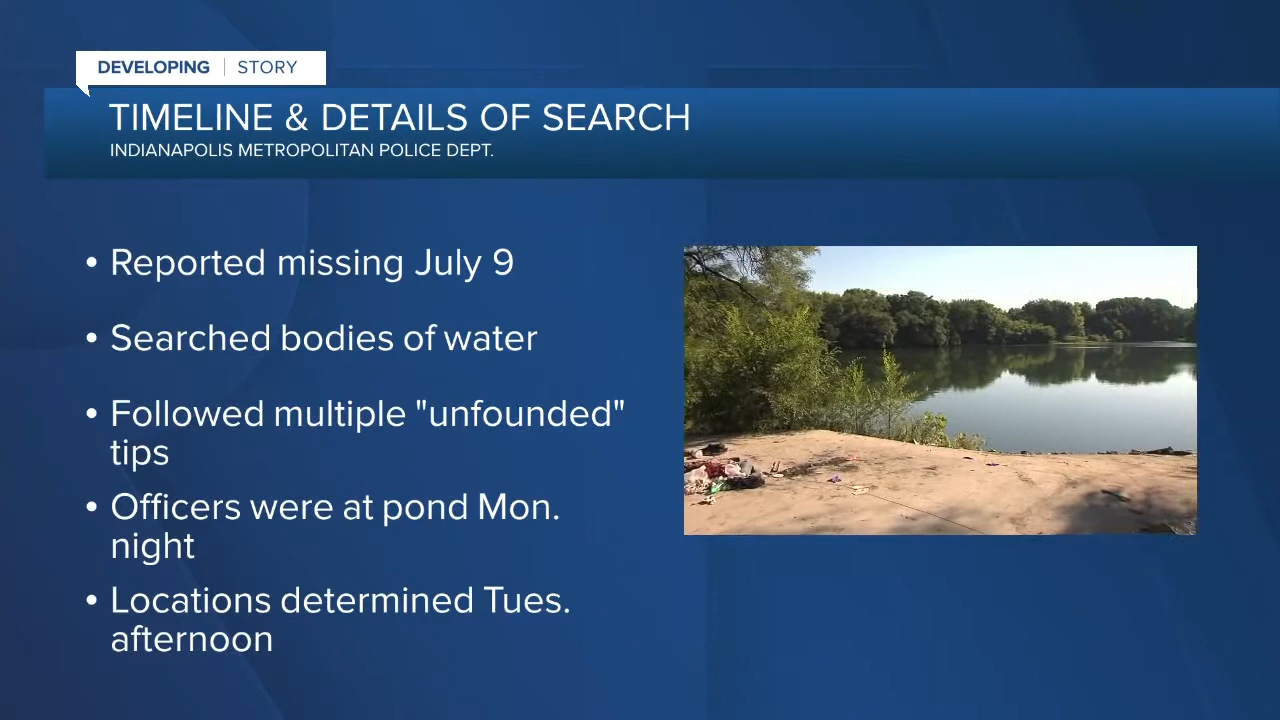 DEVELOPING | STORY
TIMELINE & DETAILS OF SEARCH
INDIANAPOLIS METROPOLITAN POLICE DEPT.
• Reported missing July 9
• Searched bodies of water
• Followed multiple "unfounded"
tips
• Officers were at pond Mon.
night
• Locations determined Tues.
afternoon